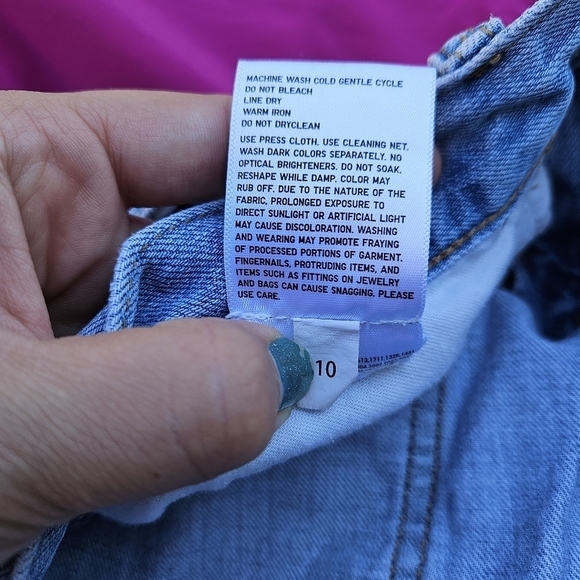 MACHINE WASH COLD GENTLE CYCLE
DO NOT BLEACH
LINE DRY
WARM IRON
DO NOT DRYCLEAN
USE PRESS CLOTH. USE CLEANING NET.
WASH DARK COLORS SEPARATELY. NO
OPTICAL BRIGHTENERS. DO NOT SOAK.
RESHAPE WHILE DAMP. COLOR MAY
RUB OFF. DUE TO THE NATURE OF THE
FABRIC, PROLONGED EXPOSURE TO
DIRECT SUNLIGHT OR ARTIFICIAL LIGHT
MAY CAUSE DISCOLORATION. WASHING
AND WEARING MAY PROMOTE FRAYING
OF PROCESSED PORTIONS OF GARMENT.
FINGERNAILS, PROTRUDING ITEMS, AND
ITEMS SUCH AS FITTINGS ON JEWELRY
AND BAGS CAN CAUSE SNAGGING. PLEASE
USE CARE.
10